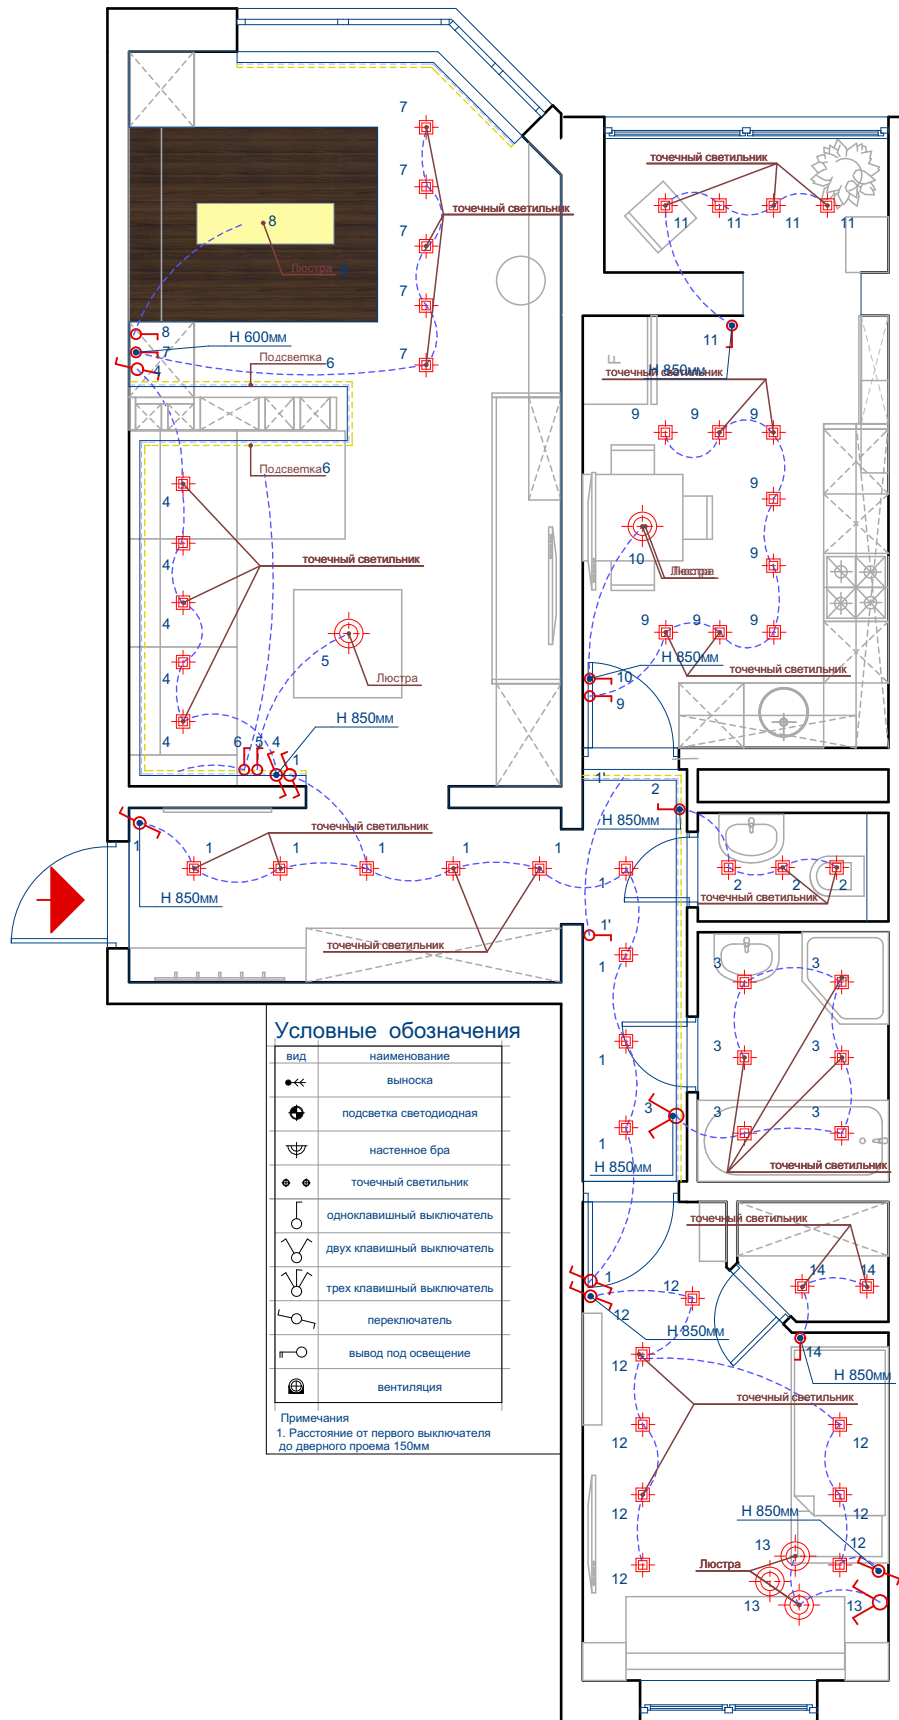 7
точечный светильник
7
11
11
11
11
точечный светильник
8
7
Люстра
7
8
Н 600мм
7
11
7
Подсветка 6
Н 850мм
4
точечный светильник
9
9
9
Подсветка 6
4
9
точечный светильник
4
9
10
Люстра
4
9
9
9
5
Н 850мм
точечный светильник
Люстра
4
10
9
Н 850мм
4
6
5
4
1
1'
2
Н 850мм
точечный светильник
1
1
1
1
1
1
1
2
2
2
Н 850мм
точечный светильник
1'
точечный светильник
1
3
3
Условные обозначения
вид
наименование
3
3
1
выноска
подсветка светодиодная
3
3
3
1
настенное бра
Н 850мм
точечный светильник
точечный светильник
одноклавишный выключатель
точечный светильник
двух клавишный выключатель
14
14
1
трех клавишный выключатель
12
12
переключатель
Н 850мм
вывод под освещение
14
12
Н 850мм
вентиляция
точечный светильник
Примечания
1. Расстояние от первого выключателя
до дверного проема 150мм
12
12
Н 850мм
12
12
13
12
Люстра
12
13
13